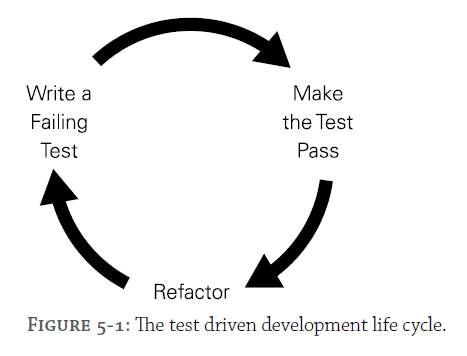 Write a
Failing
Test
Make
the Test
Pass
Refactor
FIGURE 5-1: The test driven development life cycle.